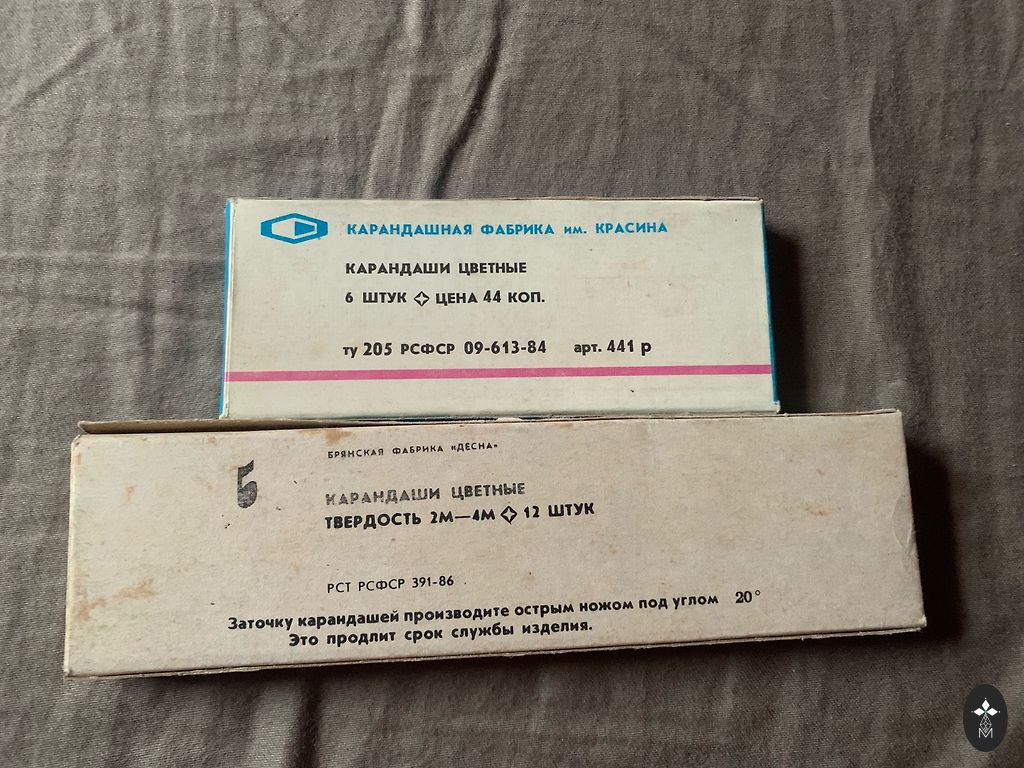 КАРАНДАШНАЯ ФАБРИКА им. КРАСИНА
КАРАНДАШИ ЦВЕТНЫЕ
6 ШТУК ЦЕНА 44 КОП.
ту 205 РСФСР 09-613-84 арт. 441 р
БРЯНСКАЯ ФАБРИКА «ДЕСНА»
5
КАРАНДАШИ ЦВЕТНЫЕ
ТВЕРДОСТЬ 2М—4М 12 ШТУК
РСТ РСФСР 391-86
Заточку карандашей производите острым ножом под углом 20°
Это продлит срок службы изделия.
М